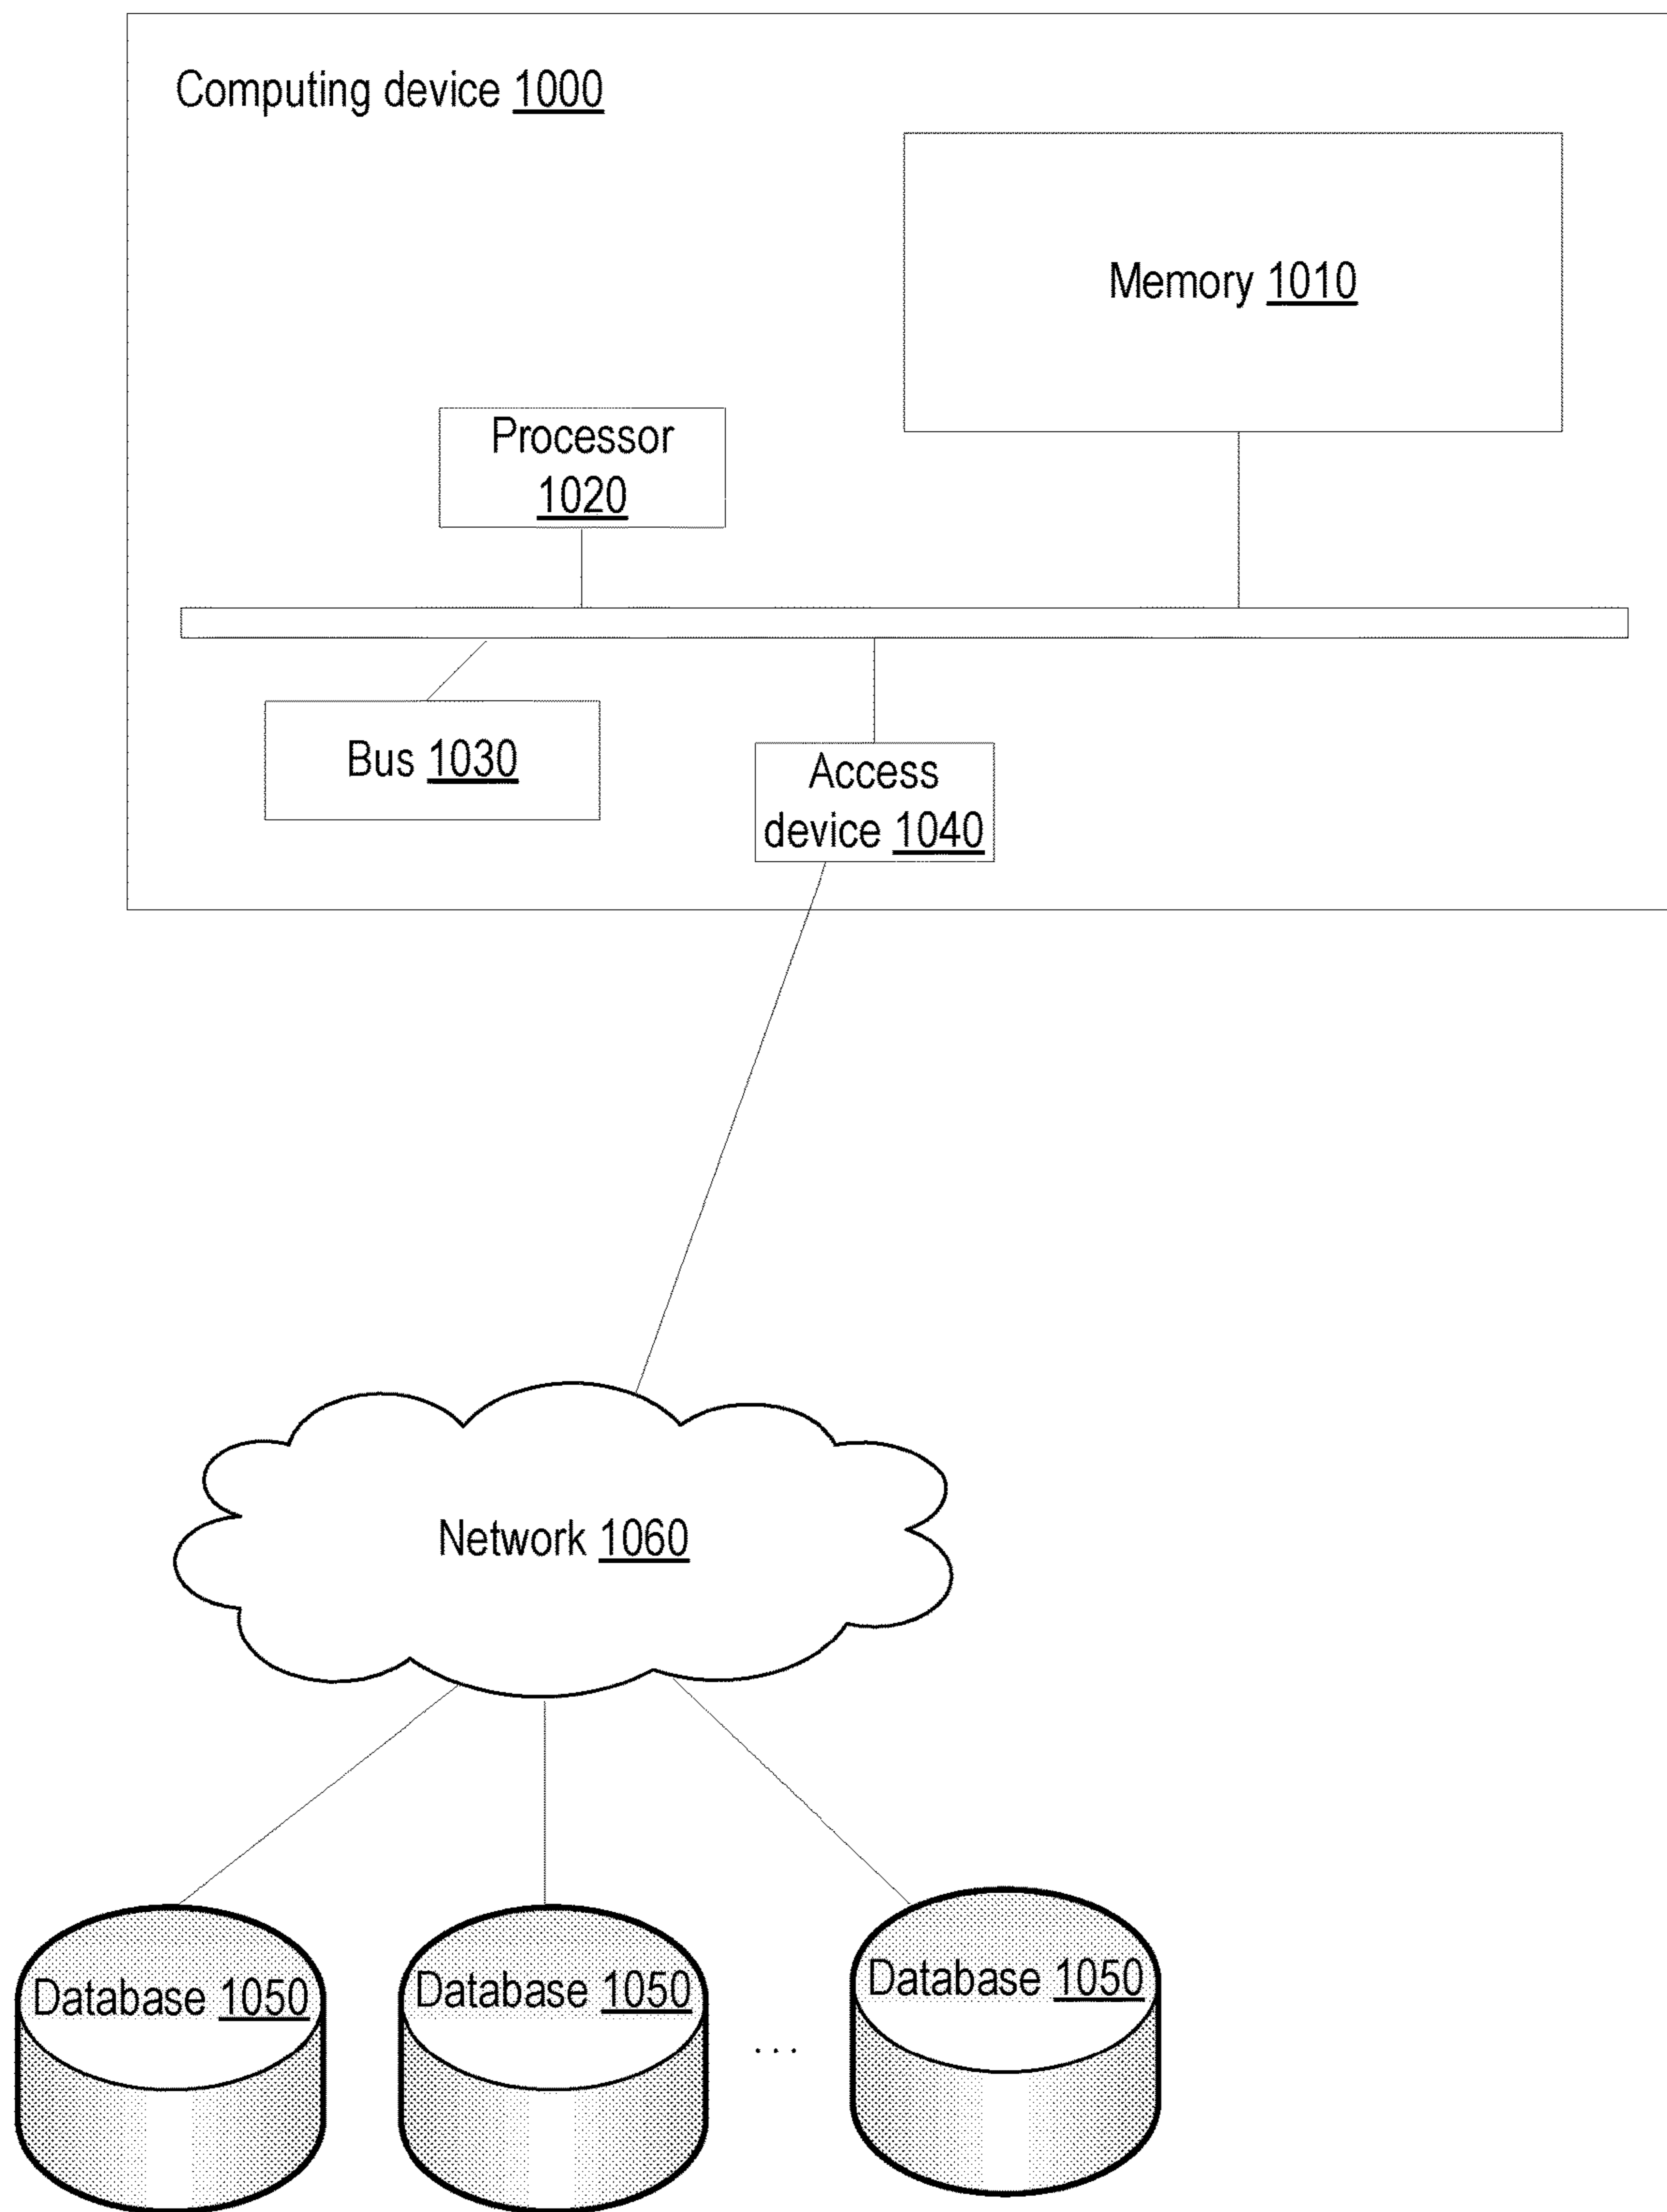 Computing device 1000
Memory 1010
Processor
1020
Bus 1030
Access
device 1040
Network 1060
Database 1050
Database 1050
...
Database 1050